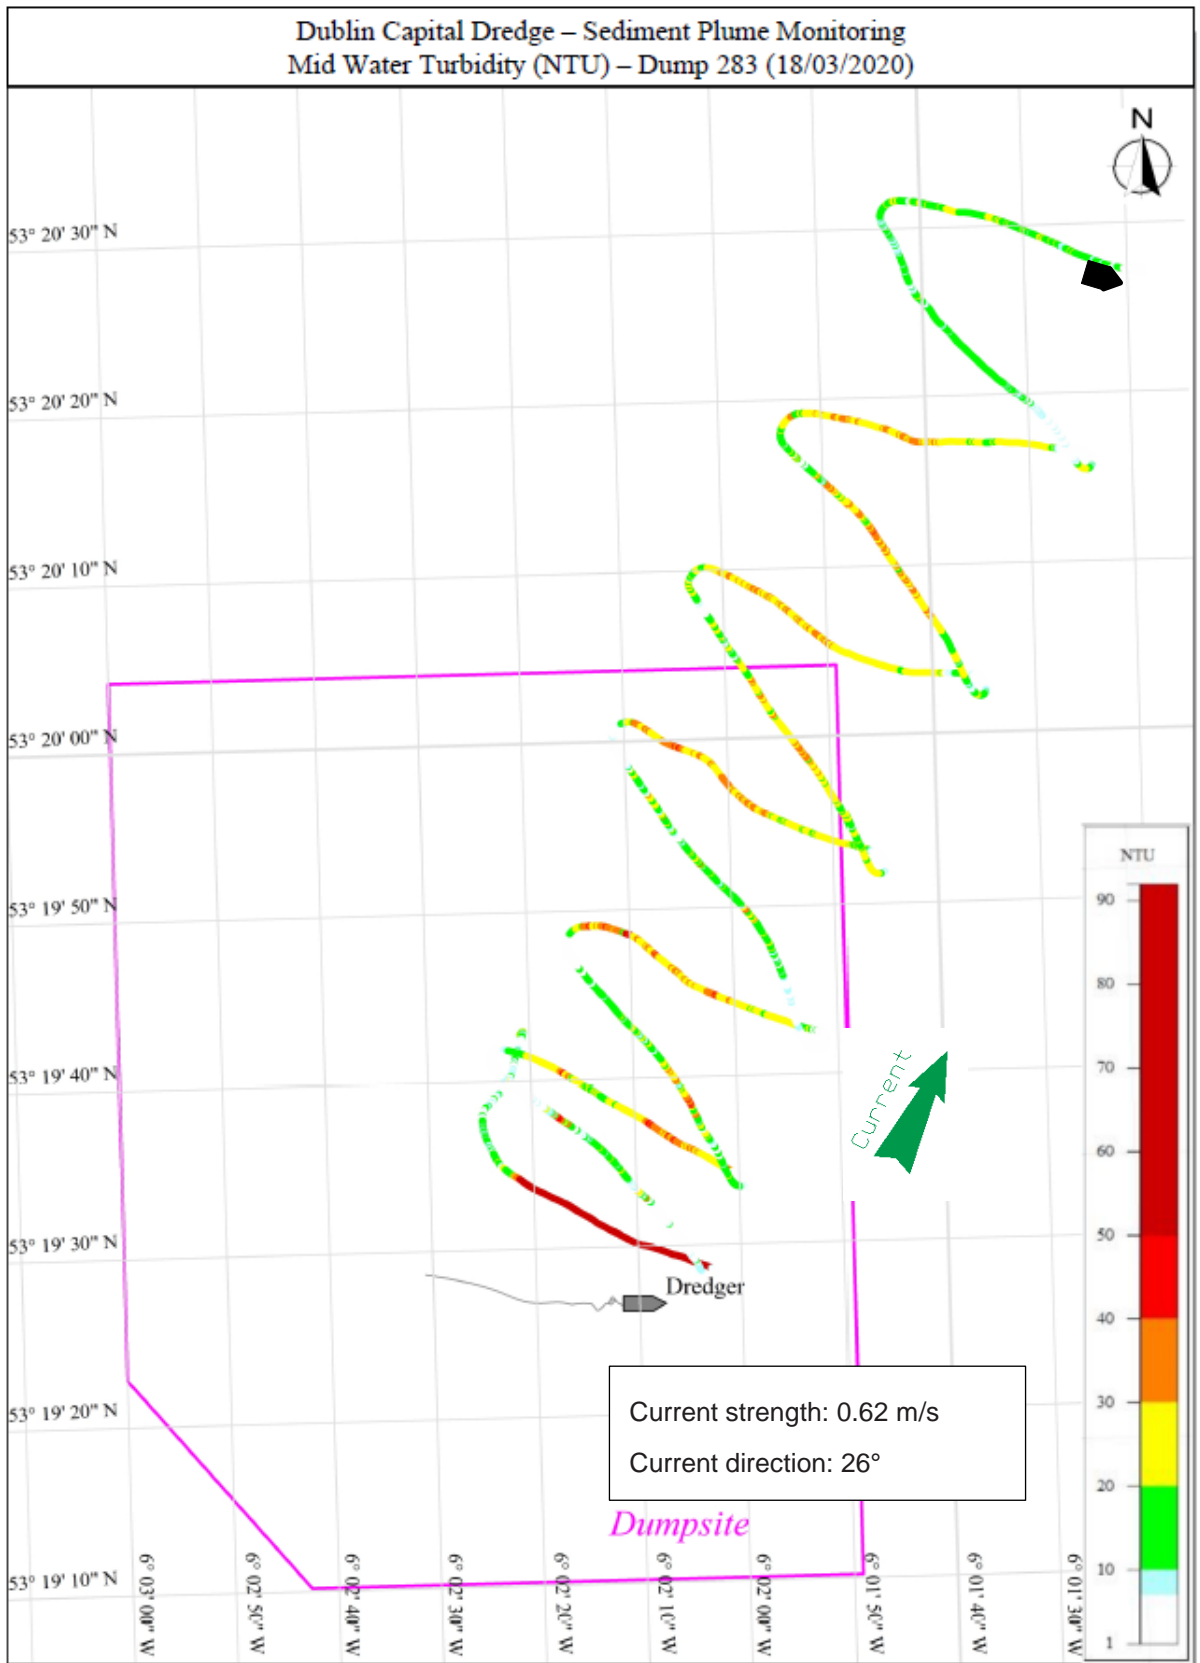 Dublin Capital Dredge – Sediment Plume Monitoring
Mid Water Turbidity (NTU) – Dump 283 (18/03/2020)
N
53° 20' 30" N
53° 20' 20" N
53° 20' 10" N
53° 20' 00" N
53° 19' 50" N
53° 19' 40" N
53° 19' 30" N
53° 19' 20" N
53° 19' 10" N
Current
Dredger
NTU
90
80
70
60
50
40
30
20
10
1
Current strength: 0.62 m/s
Current direction: 26°
Dumpsite
6° 03' 00" W
6° 02' 50" W
6° 02' 40" W
6° 02' 30" W
6° 02' 20" W
6° 02' 10" W
6° 02' 00" W
6° 01' 50" W
6° 01' 40" W
6° 01' 30" W